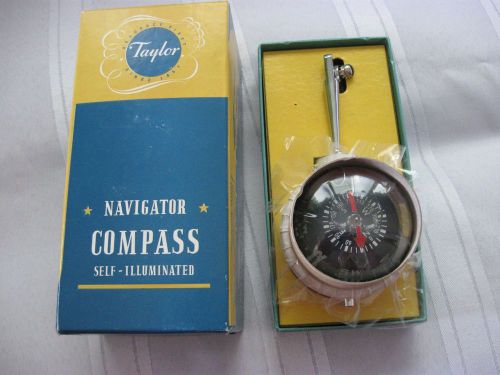 Taylor
NAVIGATOR
COMPASS
SELF-ILLUMINATED